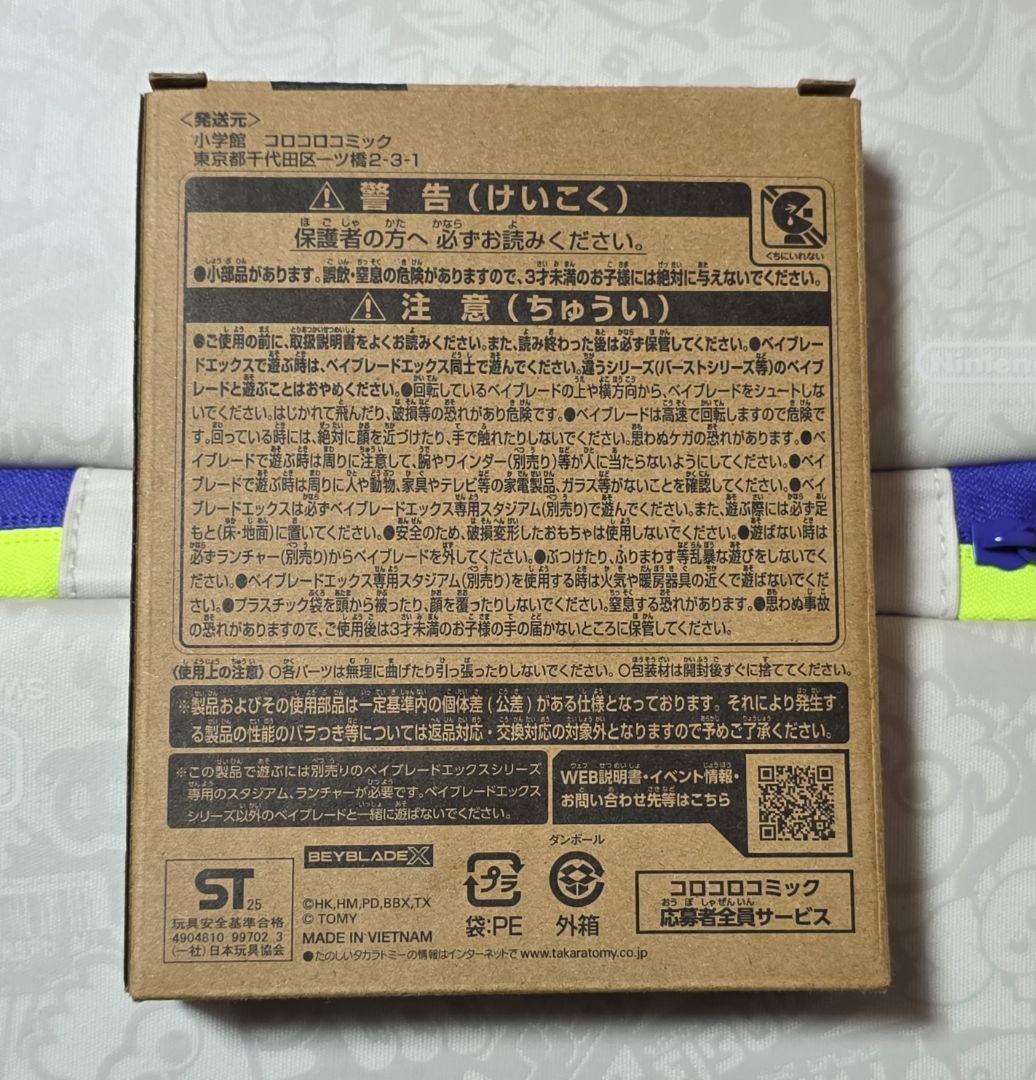 <発送元>
小学館 コロコロコミック
東京都千代田区一ツ橋2-3-1
警 告(けいこく)
保護者の方へ 必ずお読みください。
くちにいれない
●小部品があります。誤飲・窒息の危険がありますので、3才未満のお子様には絶対に与えないでください。
注 意(ちゅうい)
●ご使用の前に、取扱説明書をよくお読みください。また、読み終わった後は必ず保管してください。●ベイブレー
ドエックスで遊ぶ時は、ベイブレードエックス同士で遊んでください。違うシリーズ(バーストシリーズ等)のベイブ
レードと遊ぶことはおやめください。●回転しているベイブレードの上や横方向から、ベイブレードをシュートしな
いでください。はじかれて飛んだり、破損等の恐れがあり危険です。●ベイブレードは高速で回転しますので危険で
す。回っている時には、絶対に顔を近づけたり、手で触れたりしないでください。思わぬケガの恐れがあります。●ベ
イブレードで遊ぶ時は周りに注意して、腕やワインダー(別売り)等が人に当たらないようにしてください。●ベイ
ブレードで遊ぶ時は周りに人や動物、家具やテレビ等の家電製品、ガラス等がないことを確認してください。●ベイブレード
エックスは必ずベイブレードエックス専用スタジアム(別売り)で遊んでください。また、遊ぶ際には必ず足
もと(床・地面)に置いてください。●安全のため、破損変形したおもちゃは使用しないでください。●遊ばない時は
必ずランチャー(別売り)からベイブレードを外してください。●ぶつけたり、ふりまわす等乱暴な遊びをしないでくだ
さい。●ベイブレードエックス専用スタジアム(別売り)を使用する時は火気や暖房器具の近くで遊ばないでくだ
さい。●プラスチック袋を頭から被ったり、顔を覆ったりしないでください。窒息する恐れがあります。●思わぬ事故
の恐れがありますので、ご使用後は3才未満のお子様の手の届かないところに保管してください。
〈使用上の注意〉○各パーツは無理に曲げたり引っ張ったりしないでください。○包装材は開封後すぐに捨ててください。
※製品およびその使用部品は一定基準内の個体差(公差)がある仕様となっております。それにより発生す
る製品の性能のバラつき等については返品対応・交換対応の対象外となりますので予めご了承ください。
※この製品で遊ぶには別売りのベイブレードエックスシリーズ
専用のスタジアム、ランチャーが必要です。ベイブレードエックス
シリーズ以外のベイブレードと一緒に遊ばないでください。
WEB説明書・イベント情報・
お問い合わせ先等はこちら
ST 25
玩具安全基準合格
4904810 99702 3
(一社)日本玩具協会
BEYBLADE X
©HK,HM,PD,BBX,TX
© TOMY
MADE IN VIETNAM
●たのしいタカラトミーの情報はインターネットで www.takaratomy.co.jp
プラ
袋:PE
ダンボール
外箱
コロコロコミック
応募者全員サービス